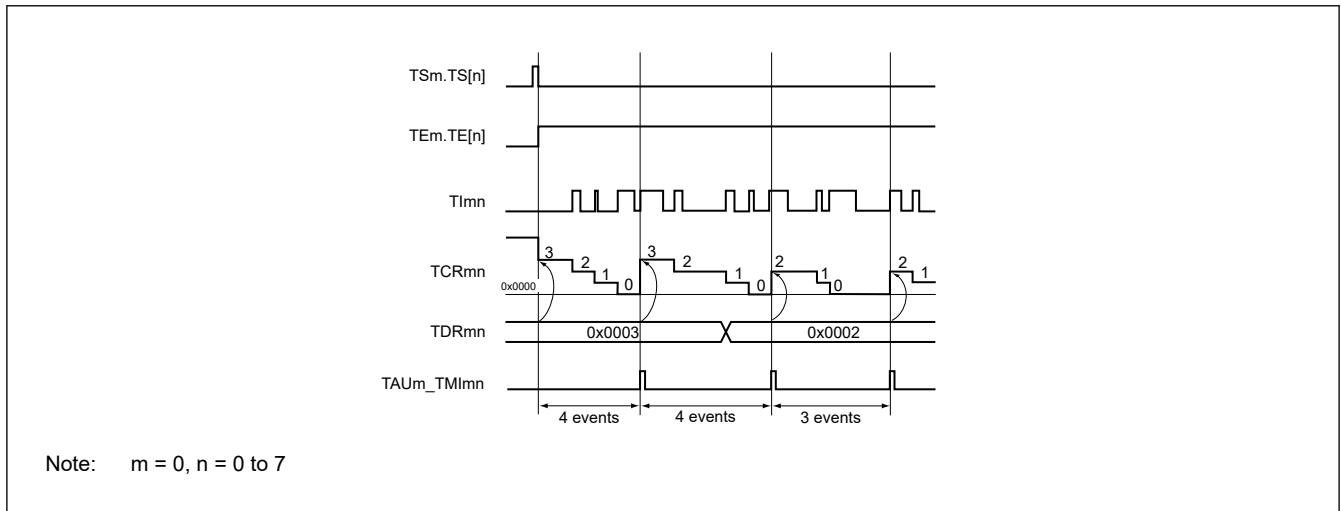 TSm.TS[n]
TEm.TE[n]
TImn
TCRmn
0x0000
3
2
1
0
3
2
1
0
2
1
0
2
1
TDRmn
0x0003
0x0002
TAUm_TMImn
4 events
4 events
3 events
Note: m = 0, n = 0 to 7